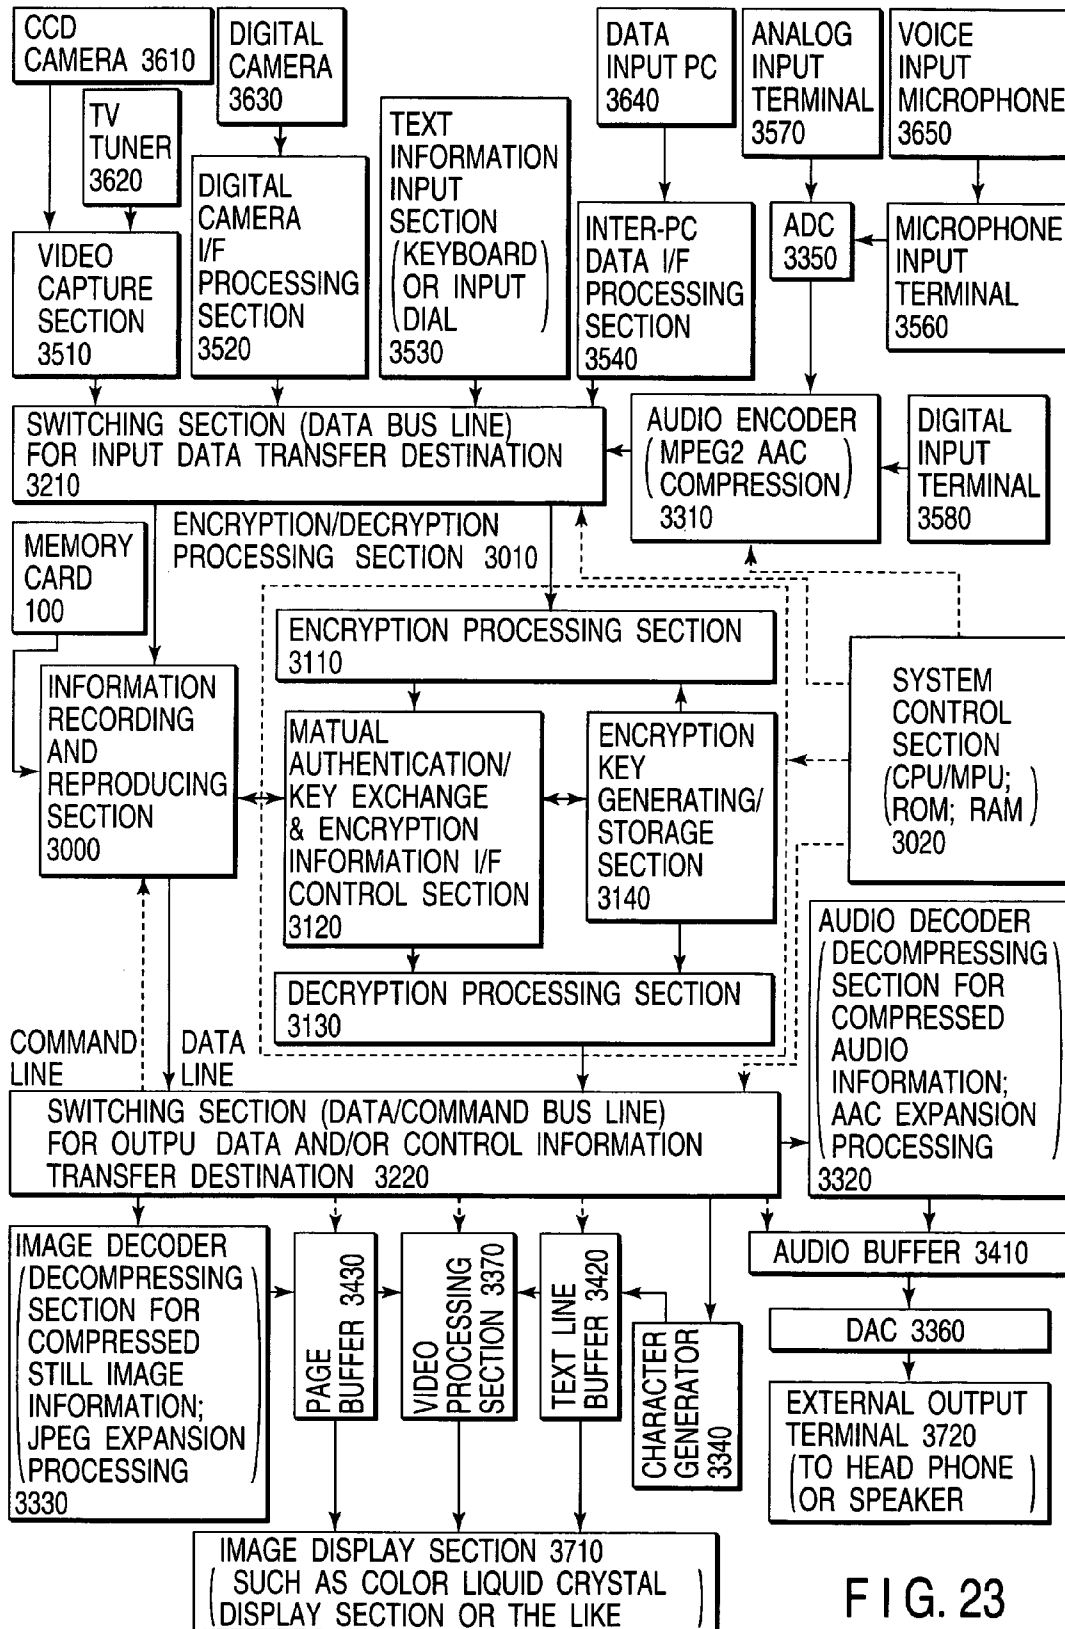 CCD
CAMERA 3610
DIGITAL
CAMERA
3630
DATA
INPUT PC
3640
ANALOG
INPUT
TERMINAL
3570
VOICE
INPUT
MICROPHONE
3650
TV
TUNER
3620
DIGITAL
CAMERA
I/F
PROCESSING
SECTION
3520
TEXT
INFORMATION
INPUT
SECTION
(KEYBOARD
OR INPUT
DIAL)
3530
INTER-PC
DATA I/F
PROCESSING
SECTION
3540
ADC
3350
MICROPHONE
INPUT
TERMINAL
3560
VIDEO
CAPTURE
SECTION
3510
SWITCHING SECTION (DATA BUS LINE)
FOR INPUT DATA TRANSFER DESTINATION
3210
AUDIO ENCODER
(MPEG2 AAC
COMPRESSION)
3310
DIGITAL
INPUT
TERMINAL
3580
ENCRYPTION/DECRYPTION
PROCESSING SECTION 3010
MEMORY
CARD
100
ENCRYPTION PROCESSING SECTION
3110
INFORMATION
RECORDING
AND
REPRODUCING
SECTION
3000
MATUAL
AUTHENTICATION/
KEY EXCHANGE
& ENCRYPTION
INFORMATION I/F
CONTROL SECTION
3120
ENCRYPTION
KEY
GENERATING/
STORAGE
SECTION
3140
SYSTEM
CONTROL
SECTION
(CPU/MPU;
ROM; RAM)
3020
DECRYPTION PROCESSING SECTION
3130
AUDIO DECODER
(DECOMPRESSING
SECTION FOR
COMPRESSED
AUDIO
INFORMATION;
AAC EXPANSION
PROCESSING)
3320
COMMAND
LINE
DATA
LINE
SWITCHING SECTION (DATA/COMMAND BUS LINE)
FOR OUTPU DATA AND/OR CONTROL INFORMATION
TRANSFER DESTINATION 3220
IMAGE DECODER
(DECOMPRESSING
SECTION FOR
COMPRESSED
STILL IMAGE
INFORMATION;
JPEG EXPANSION
PROCESSING)
3330
PAGE
BUFFER 3430
VIDEO
PROCESSING
SECTION 3370
TEXT LINE
BUFFER 3420
CHARACTER
GENERATOR
3340
AUDIO BUFFER 3410
DAC 3360
EXTERNAL OUTPUT
TERMINAL 3720
(TO HEAD PHONE
OR SPEAKER)
IMAGE DISPLAY SECTION 3710
(SUCH AS COLOR LIQUID CRYSTAL
DISPLAY SECTION OR THE LIKE)
FIG. 23